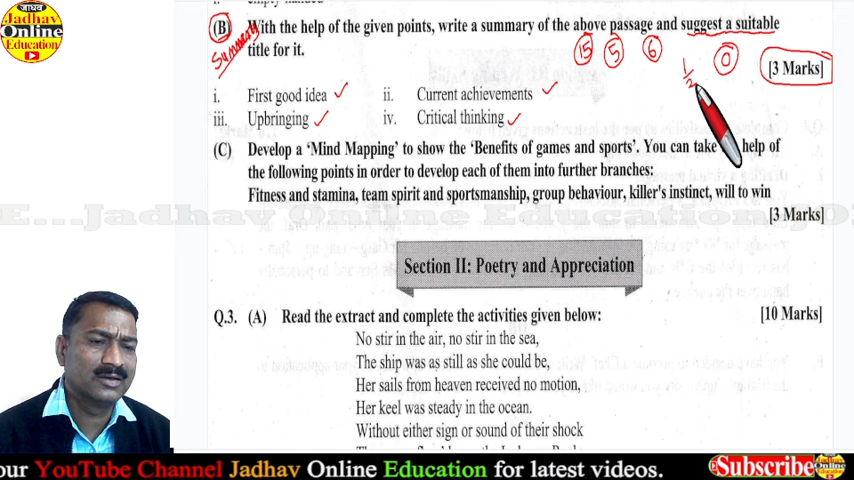 जाधव
Jadhav
Online
Education
empty handed
(B) With the help of the given points, write a summary of the above passage and suggest a suitable
title for it.
Summary
15 5 6 0
1/2
[3 Marks]
i. First good idea ii. Current achievements
iii. Upbringing iv. Critical thinking
(C) Develop a ‘Mind Mapping’ to show the ‘Benefits of games and sports’. You can take help of
the following points in order to develop each of them into further branches:
Fitness and stamina, team spirit and sportsmanship, group behaviour, killer's instinct, will to win
[3 Marks]
E...Jadhav Online Education
Section II: Poetry and Appreciation
Q.3. (A) Read the extract and complete the activities given below: [10 Marks]
No stir in the air, no stir in the sea,
The ship was as still as she could be,
Her sails from heaven received no motion,
Her keel was steady in the ocean.
Without either sign or sound of their shock
our YouTube Channel Jadhav Online Education for latest videos.
Subscribe